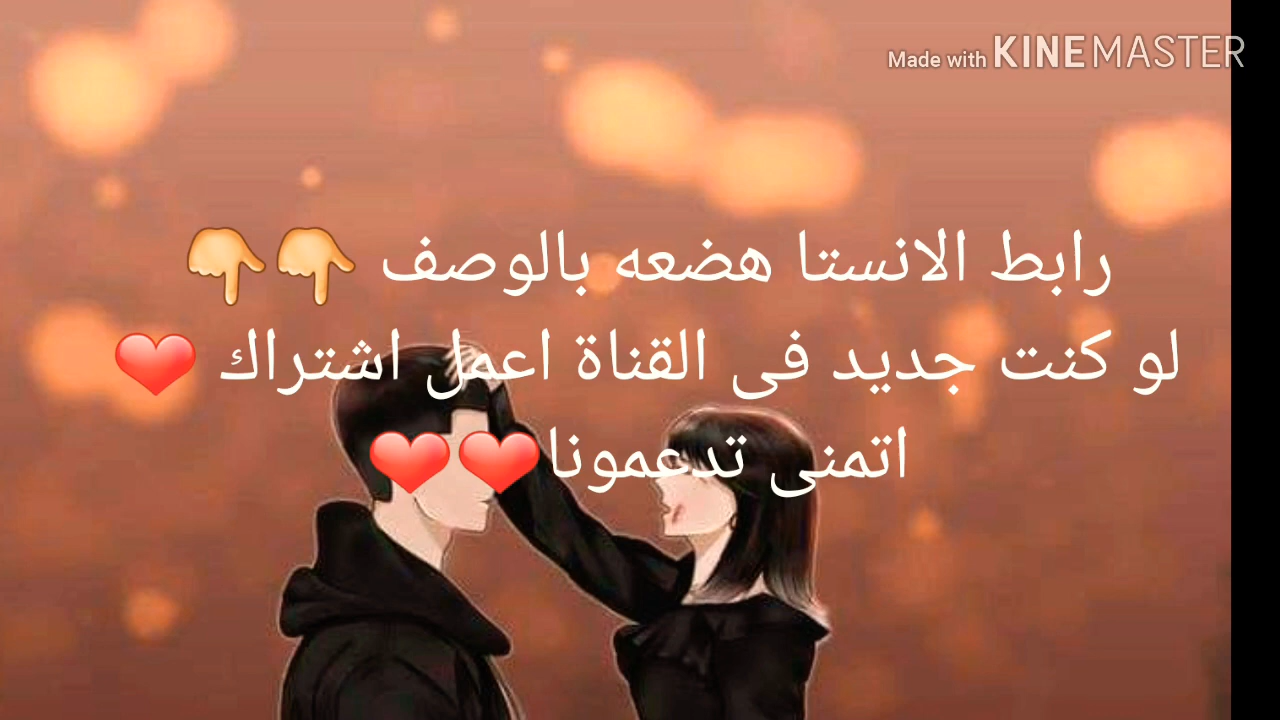 Made with KINEMASTER
رابط الانستا هضعه بالوصف 👇👇
لو كنت جديد فى القناة اعمل اشتراك ❤
اتمنى تدعمونا❤❤